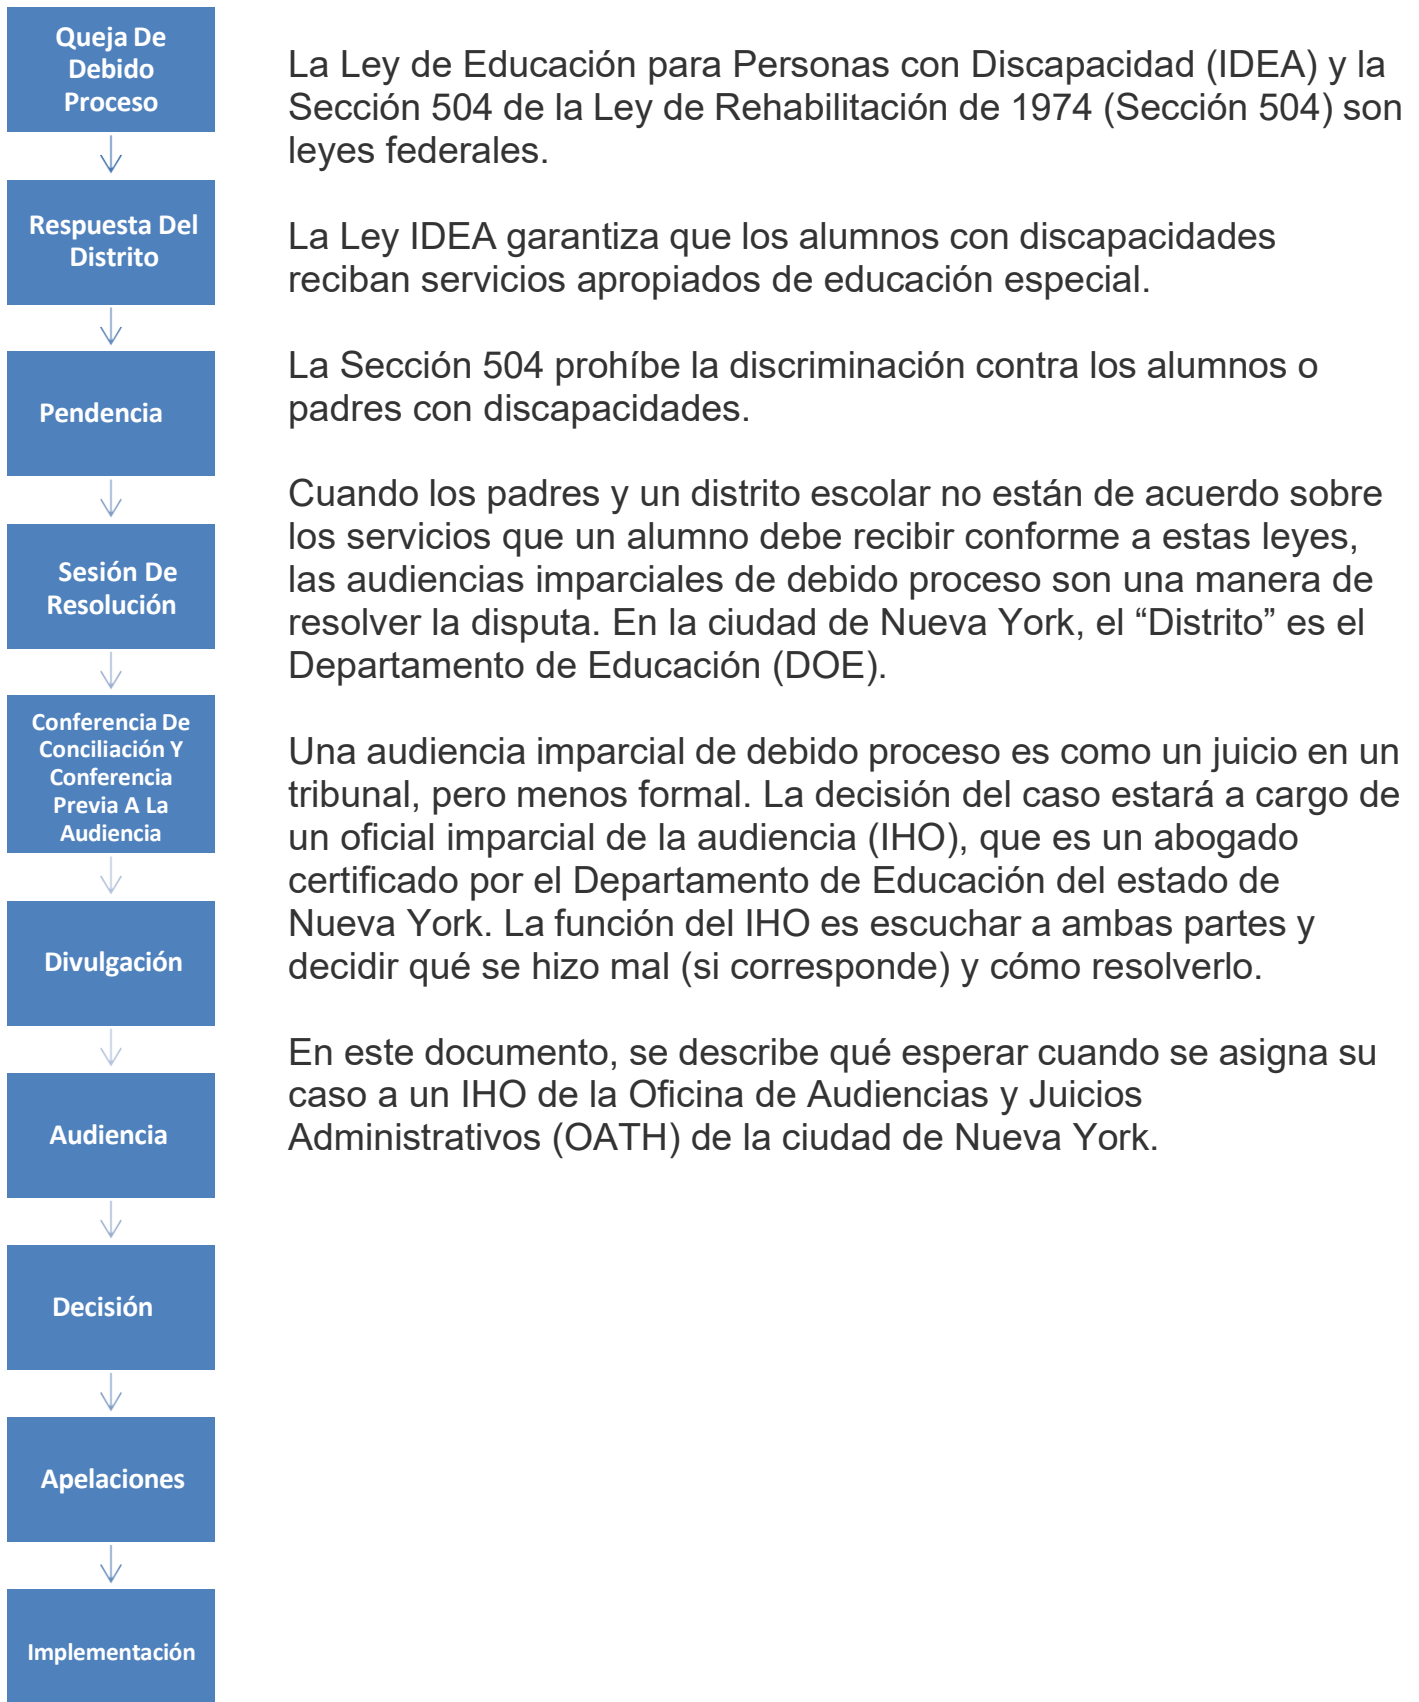 Queja De
Debido
Proceso
Respuesta Del
Distrito
Pendencia
Sesión De
Resolución
Conferencia De
Conciliación Y
Conferencia
Previa A La
Audiencia
Divulgación
Audiencia
Decisión
Apelaciones
Implementación
La Ley de Educación para Personas con Discapacidad (IDEA) y la
Sección 504 de la Ley de Rehabilitación de 1974 (Sección 504) son
leyes federales.
La Ley IDEA garantiza que los alumnos con discapacidades
reciban servicios apropiados de educación especial.
La Sección 504 prohíbe la discriminación contra los alumnos o
padres con discapacidades.
Cuando los padres y un distrito escolar no están de acuerdo sobre
los servicios que un alumno debe recibir conforme a estas leyes,
las audiencias imparciales de debido proceso son una manera de
resolver la disputa. En la ciudad de Nueva York, el “Distrito” es el
Departamento de Educación (DOE).
Una audiencia imparcial de debido proceso es como un juicio en un
tribunal, pero menos formal. La decisión del caso estará a cargo de
un oficial imparcial de la audiencia (IHO), que es un abogado
certificado por el Departamento de Educación del estado de
Nueva York. La función del IHO es escuchar a ambas partes y
decidir qué se hizo mal (si corresponde) y cómo resolverlo.
En este documento, se describe qué esperar cuando se asigna su
caso a un IHO de la Oficina de Audiencias y Juicios
Administrativos (OATH) de la ciudad de Nueva York.